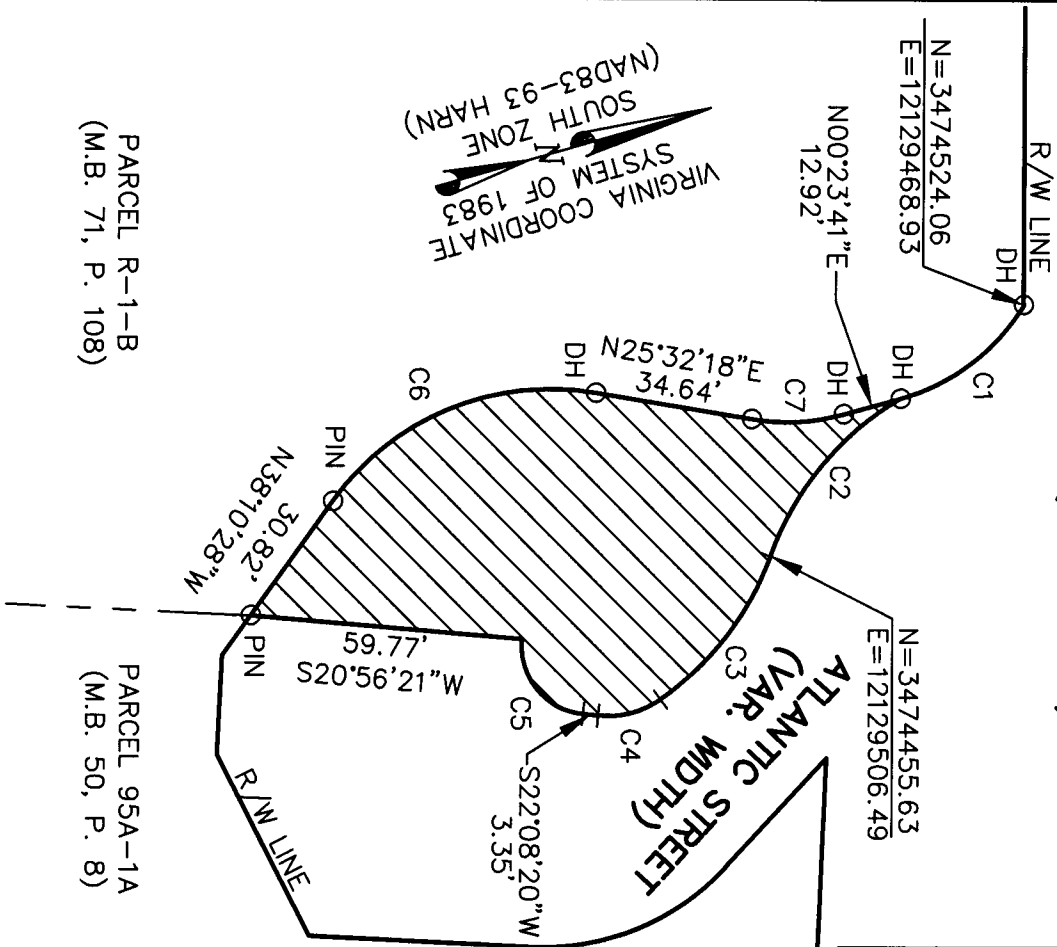 R/W LINE
N=3474524.06
E=12129468.93
DH
C1
N00°23'41"E
12.92'
DH
DH
C7
C2
N25°32'18"E
34.64'
DH
C6
VIRGINIA COORDINATE
SYSTEM OF 1983
SOUTH ZONE
(NAD83-93 HARN)
N
N=3474455.63
E=12129506.49
ATLANTIC STREET
(VAR. WIDTH)
C3
C4
S22°08'20"W
3.35'
C5
59.77'
S20°56'21"W
PIN
N38°10'28"W
30.82'
PIN
PARCEL R-1-B
(M.B. 71, P. 108)
PARCEL 95A-1A
(M.B. 50, P. 8)
R/W LINE